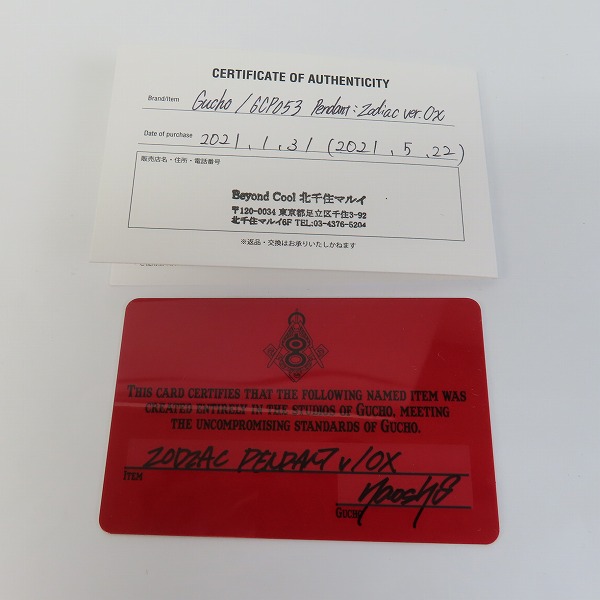 CERTIFICATE OF AUTHENTICITY
Brand/Item Gucho / GCP053 Pendant : Zodiac ver. Ox
Date of purchase 2021 . 1 . 31 ( 2021 . 5 . 22 )
販売店名・住所・電話番号
Beyond Cool 北千住マルイ
〒120-0034 東京都足立区千住3-92
北千住マルイ6F TEL:03-4376-5204
※返品・交換はお承りいたしかねます
THIS CARD CERTIFIES THAT THE FOLLOWING NAMED ITEM WAS
CREATED ENTIRELY IN THE STUDIOS OF GUCHO, MEETING
THE UNCOMPROMISING STANDARDS OF GUCHO.
ZODIAC PENDANT v/OX
ITEM
GUCHO